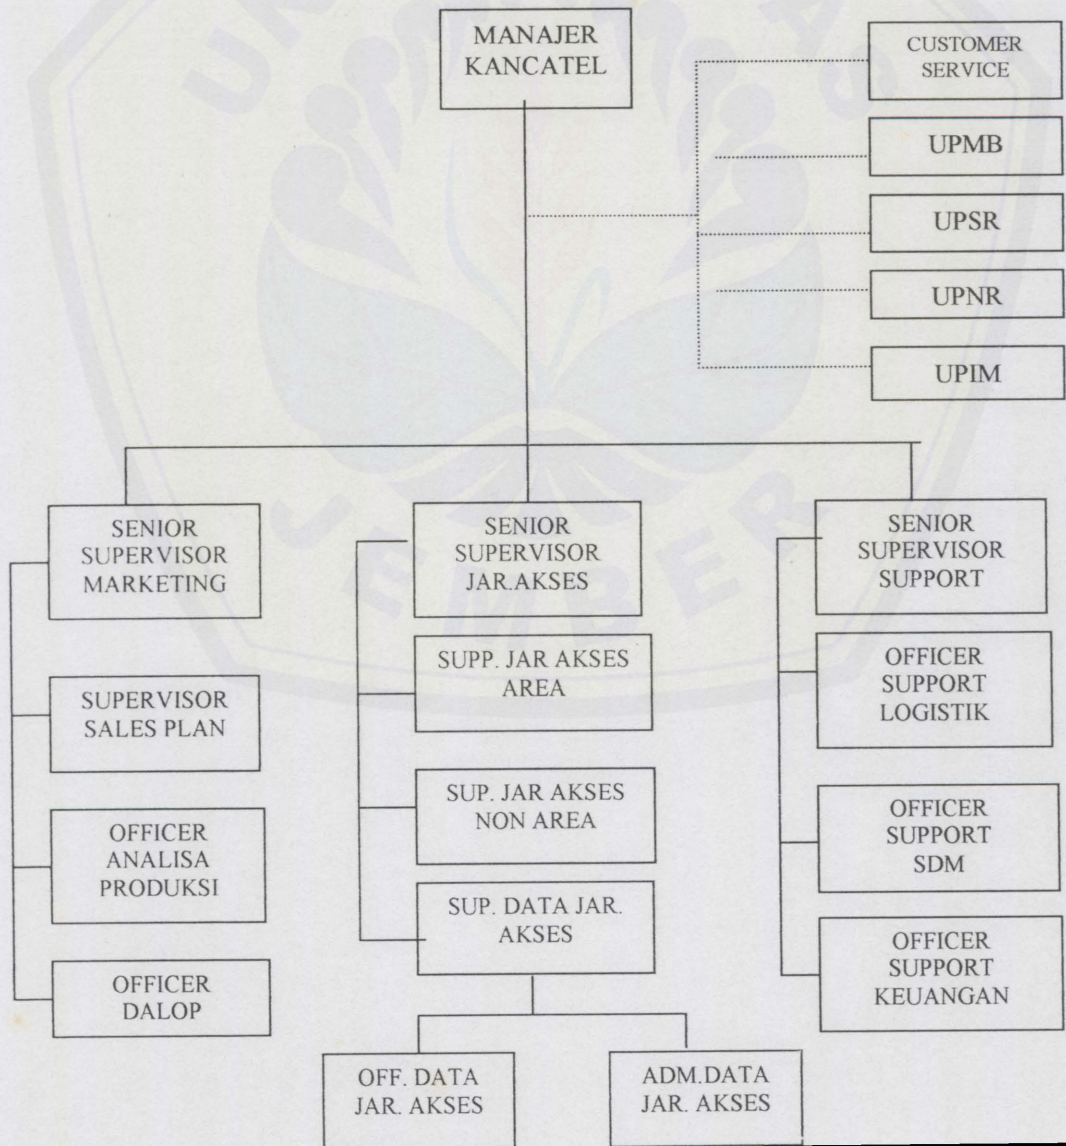 MANAJER
KANCATEL
CUSTOMER
SERVICE
UPMB
UPSR
UPNR
UPIM
SENIOR
SUPERVISOR
MARKETING
SUPERVISOR
SALES PLAN
OFFICER
ANALISA
PRODUKSI
OFFICER
DALOP
SENIOR
SUPERVISOR
JAR.AKSES
SUPP. JAR AKSES
AREA
SUP. JAR AKSES
NON AREA
SUP. DATA JAR.
AKSES
OFF. DATA
JAR. AKSES
ADM.DATA
JAR. AKSES
SENIOR
SUPERVISOR
SUPPORT
OFFICER
SUPPORT
LOGISTIK
OFFICER
SUPPORT
SDM
OFFICER
SUPPORT
KEUANGAN
JEMBER